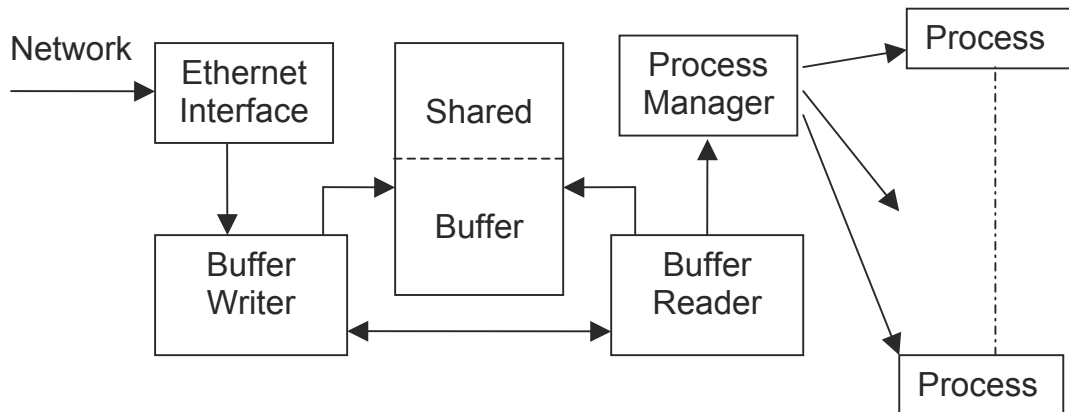 Network
Ethernet
Interface
Shared
Buffer
Buffer
Writer
Buffer
Reader
Process
Manager
Process
Process